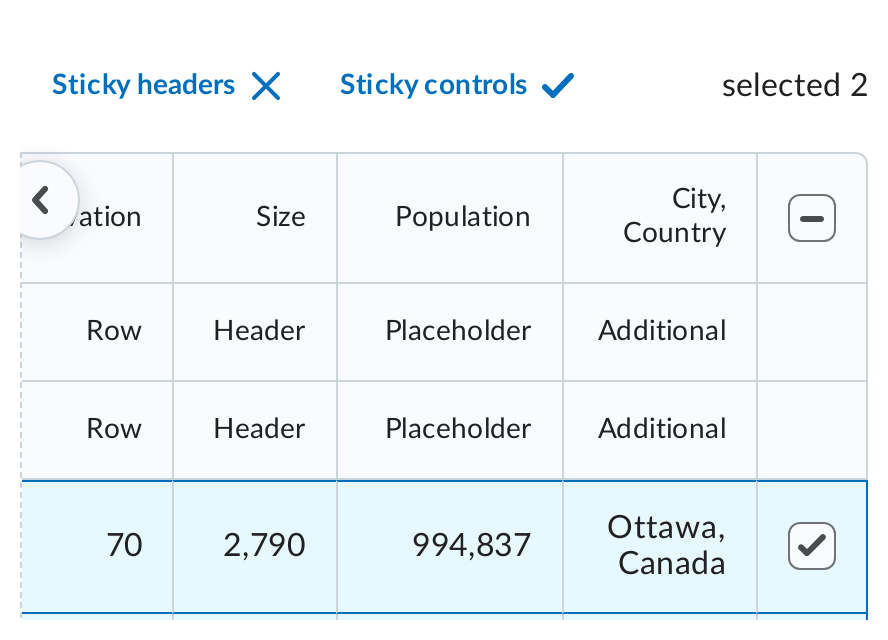 Sticky headers Sticky controls selected 2
Size Population City, Country
Row Header Placeholder Additional
Row Header Placeholder Additional
70 2,790 994,837 Ottawa, Canada